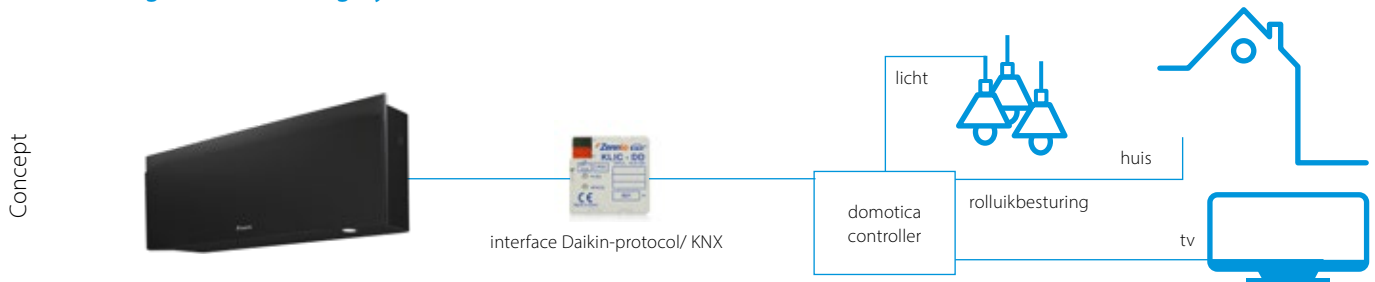 Concept
licht
Zennio
KLIC - DD
CE
huis
rolluikbesturing
domotica
controller
interface Daikin-protocol/ KNX
tv